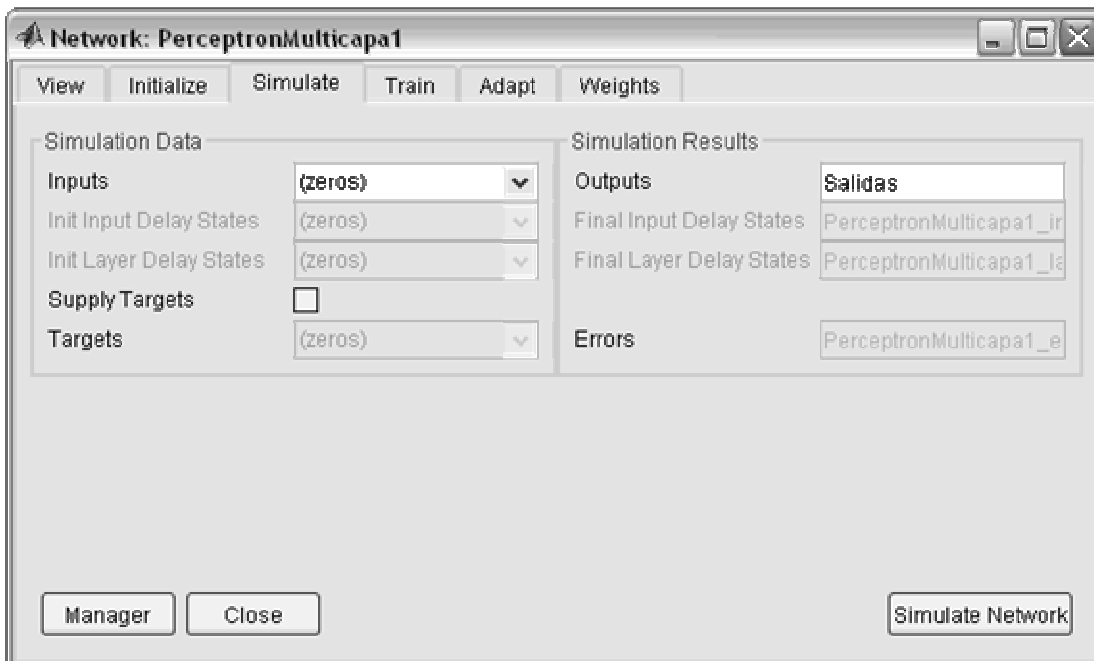 Network: PerceptronMulticapa1
View Initialize Simulate Train Adapt Weights
Simulation Data
Inputs (zeros)
Init Input Delay States (zeros)
Init Layer Delay States (zeros)
Supply Targets
Targets (zeros)
Simulation Results
Outputs Salidas
Final Input Delay States PerceptronMulticapa1_ir
Final Layer Delay States PerceptronMulticapa1_la
Errors PerceptronMulticapa1_e
Manager Close Simulate Network